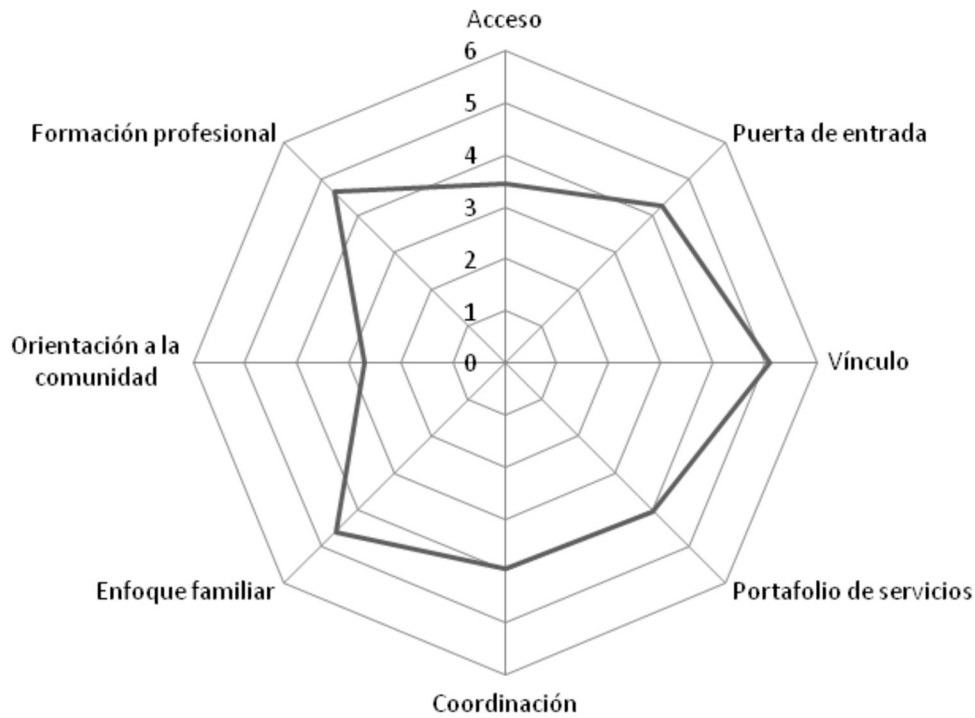 Acceso
6
5
4
3
2
1
0
Puerta de entrada
Vínculo
Portafolio de servicios
Coordinación
Enfoque familiar
Orientación a la
comunidad
Formación profesional